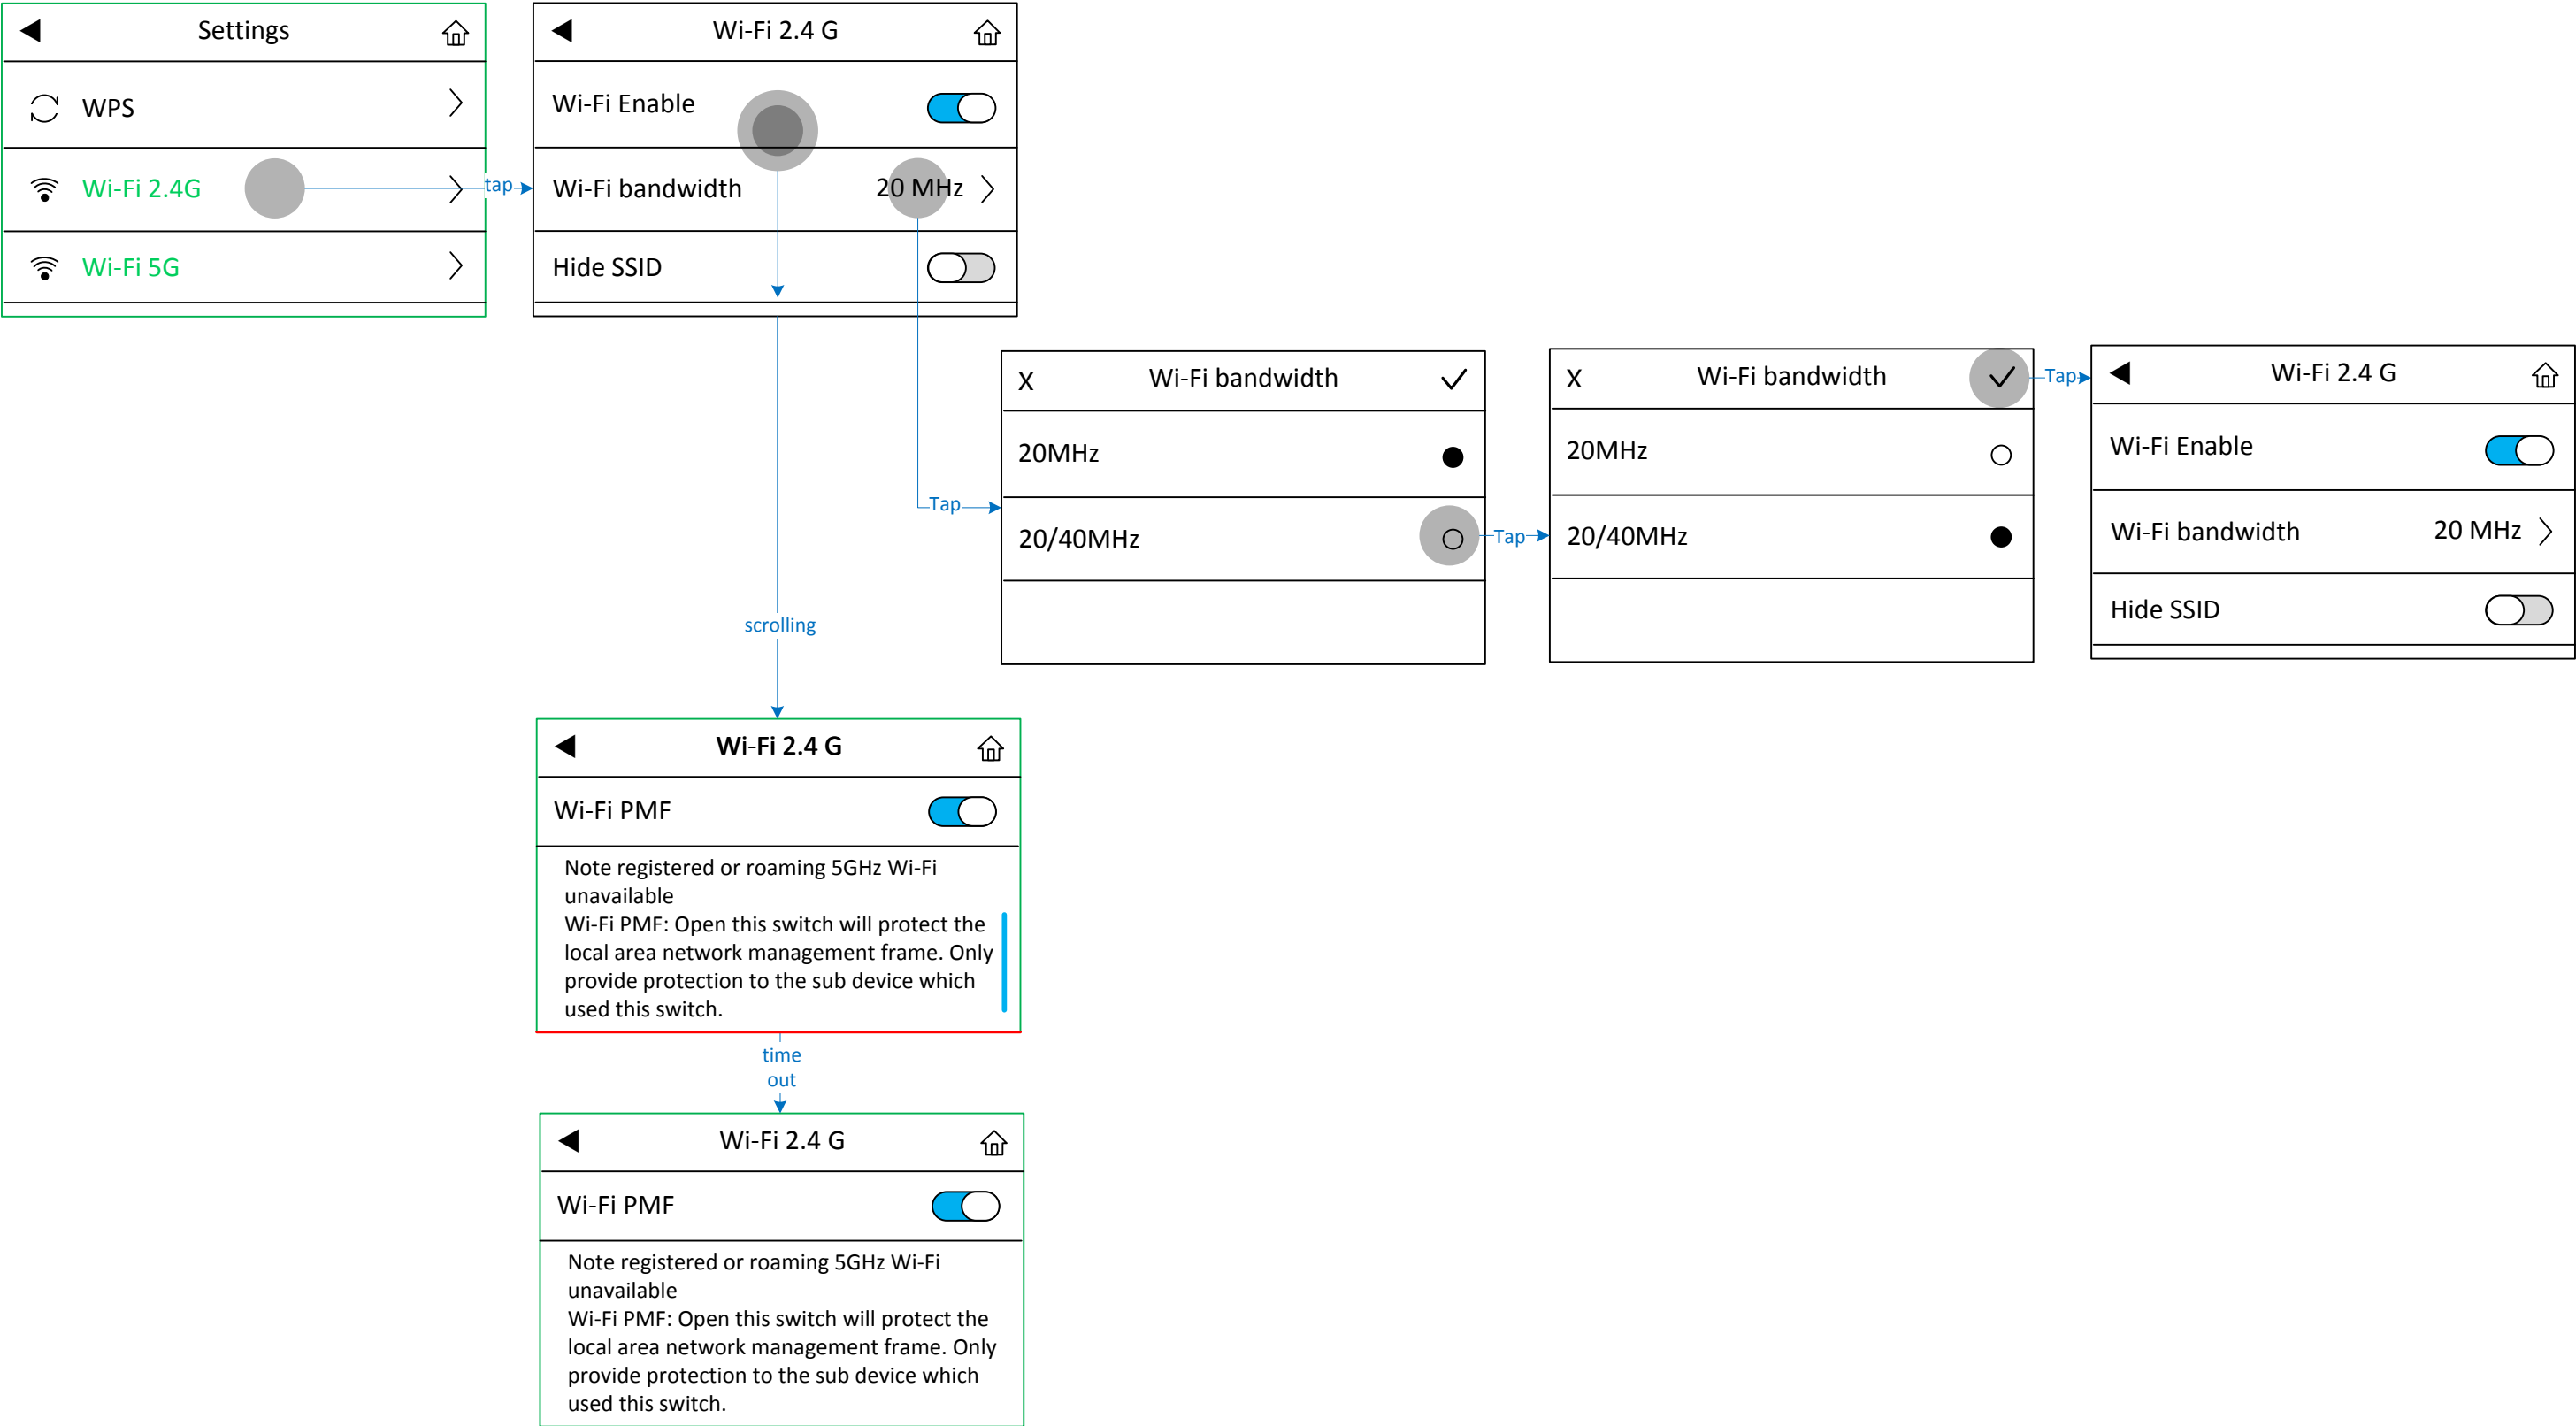 Settings
WPS
Wi-Fi 2.4G
Wi-Fi 5G
tap
Wi-Fi 2.4 G
Wi-Fi Enable
Wi-Fi bandwidth 20 MHz
Hide SSID
Tap
X Wi-Fi bandwidth
20MHz
20/40MHz
Tap
X Wi-Fi bandwidth
20MHz
20/40MHz
Tap
Wi-Fi 2.4 G
Wi-Fi Enable
Wi-Fi bandwidth 20 MHz
Hide SSID
scrolling
Wi-Fi 2.4 G
Wi-Fi PMF
Note registered or roaming 5GHz Wi-Fi
unavailable
Wi-Fi PMF: Open this switch will protect the
local area network management frame. Only
provide protection to the sub device which
used this switch.
time
out
Wi-Fi 2.4 G
Wi-Fi PMF
Note registered or roaming 5GHz Wi-Fi
unavailable
Wi-Fi PMF: Open this switch will protect the
local area network management frame. Only
provide protection to the sub device which
used this switch.